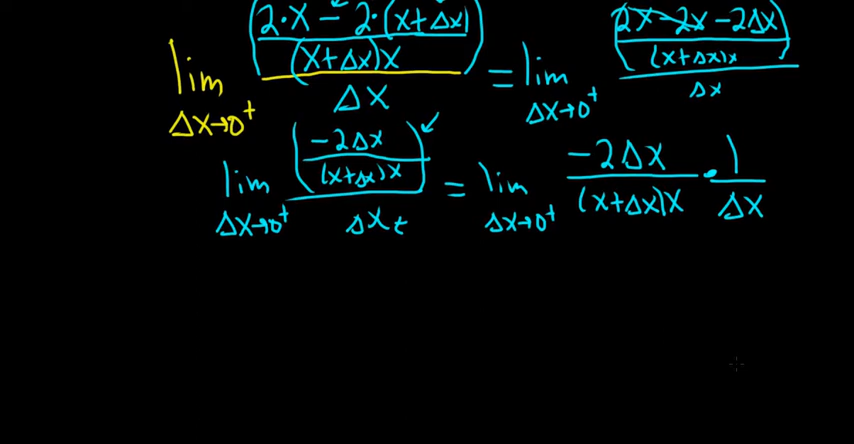 lim Δx→0⁺ ((2·x − 2·(x+Δx)) / ((x+Δx)x)) / Δx = lim Δx→0⁺ ((2x − 2x − 2Δx) / ((x+Δx)x)) / Δx
lim Δx→0⁺ ((−2Δx) / ((x+Δx)x)) / Δx = lim Δx→0⁺ (−2Δx) / ((x+Δx)x) · 1/Δx